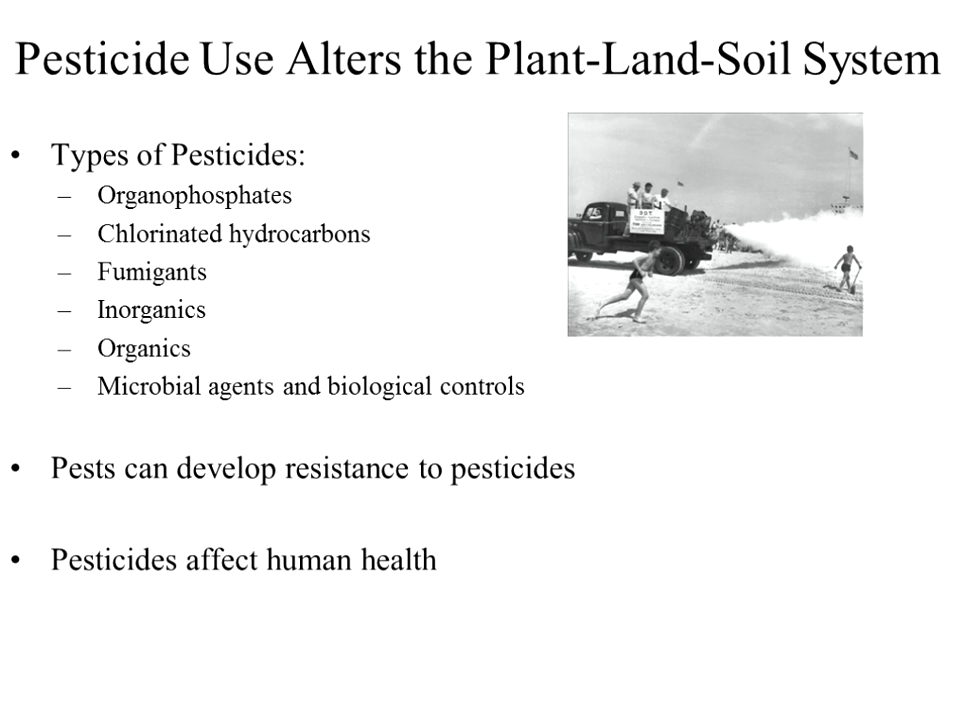 Pesticide Use Alters the Plant-Land-Soil System
• Types of Pesticides:
– Organophosphates
– Chlorinated hydrocarbons
– Fumigants
– Inorganics
– Organics
– Microbial agents and biological controls
D.D.T.
• Pests can develop resistance to pesticides
• Pesticides affect human health